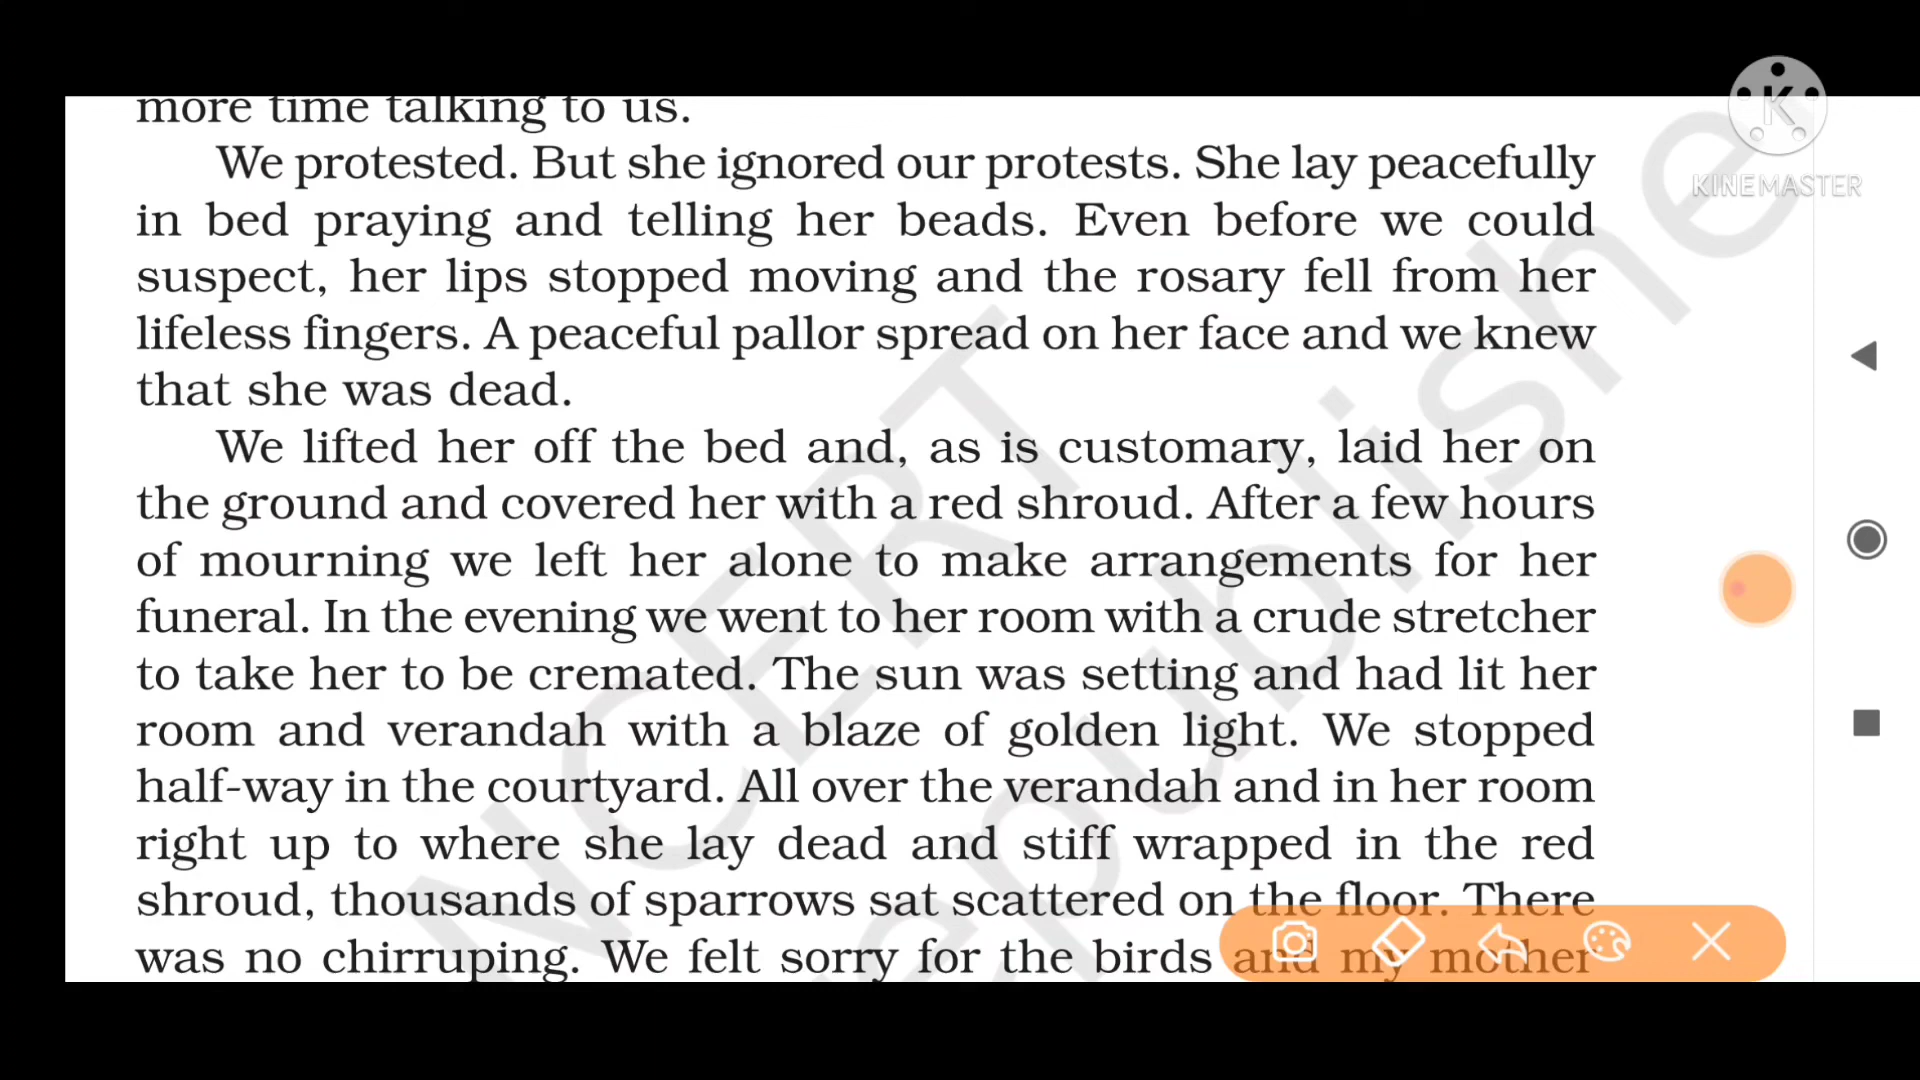 more time talking to us.
We protested. But she ignored our protests. She lay peacefully
in bed praying and telling her beads. Even before we could
suspect, her lips stopped moving and the rosary fell from her
lifeless fingers. A peaceful pallor spread on her face and we knew
that she was dead.
We lifted her off the bed and, as is customary, laid her on
the ground and covered her with a red shroud. After a few hours
of mourning we left her alone to make arrangements for her
funeral. In the evening we went to her room with a crude stretcher
to take her to be cremated. The sun was setting and had lit her
room and verandah with a blaze of golden light. We stopped
half-way in the courtyard. All over the verandah and in her room
right up to where she lay dead and stiff wrapped in the red
shroud, thousands of sparrows sat scattered on the floor. There
was no chirruping. We felt sorry for the birds and my mother
K
KINEMASTER
NCERT
republishe